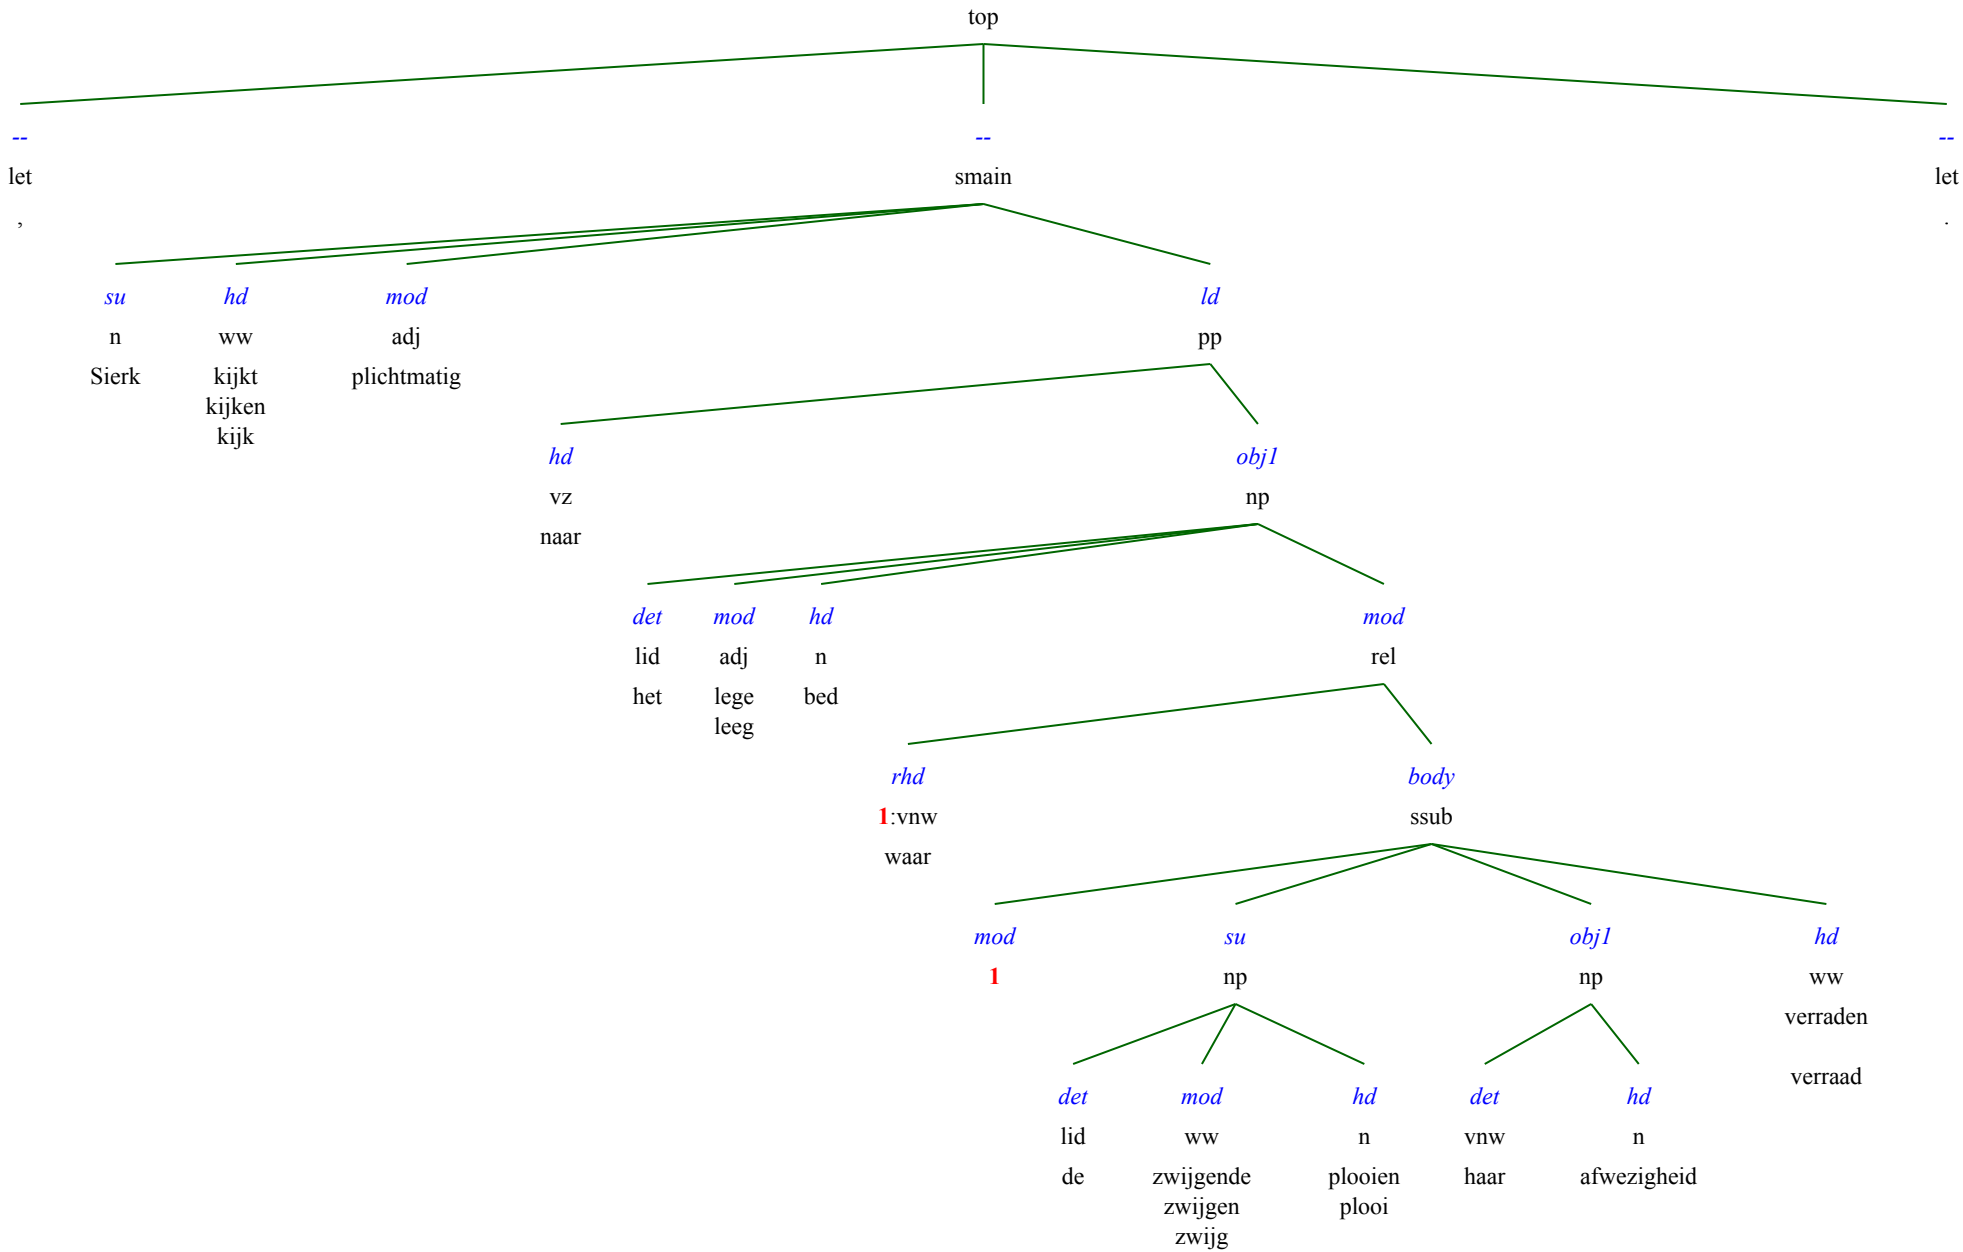 top
-- -- --
let smain let
, .
su hd mod ld
n ww adj pp
Sierk kijkt plichtmatig
kijken
kijk
hd obj1
vz np
naar
det mod hd mod
lid adj n rel
het lege bed
leeg
rhd body
1:vnw ssub
waar
mod su obj1 hd
1 np np ww
verraden
verraad
det mod hd det hd
lid ww n vnw n
de zwijgende plooien haar afwezigheid
zwijgen plooi
zwijg